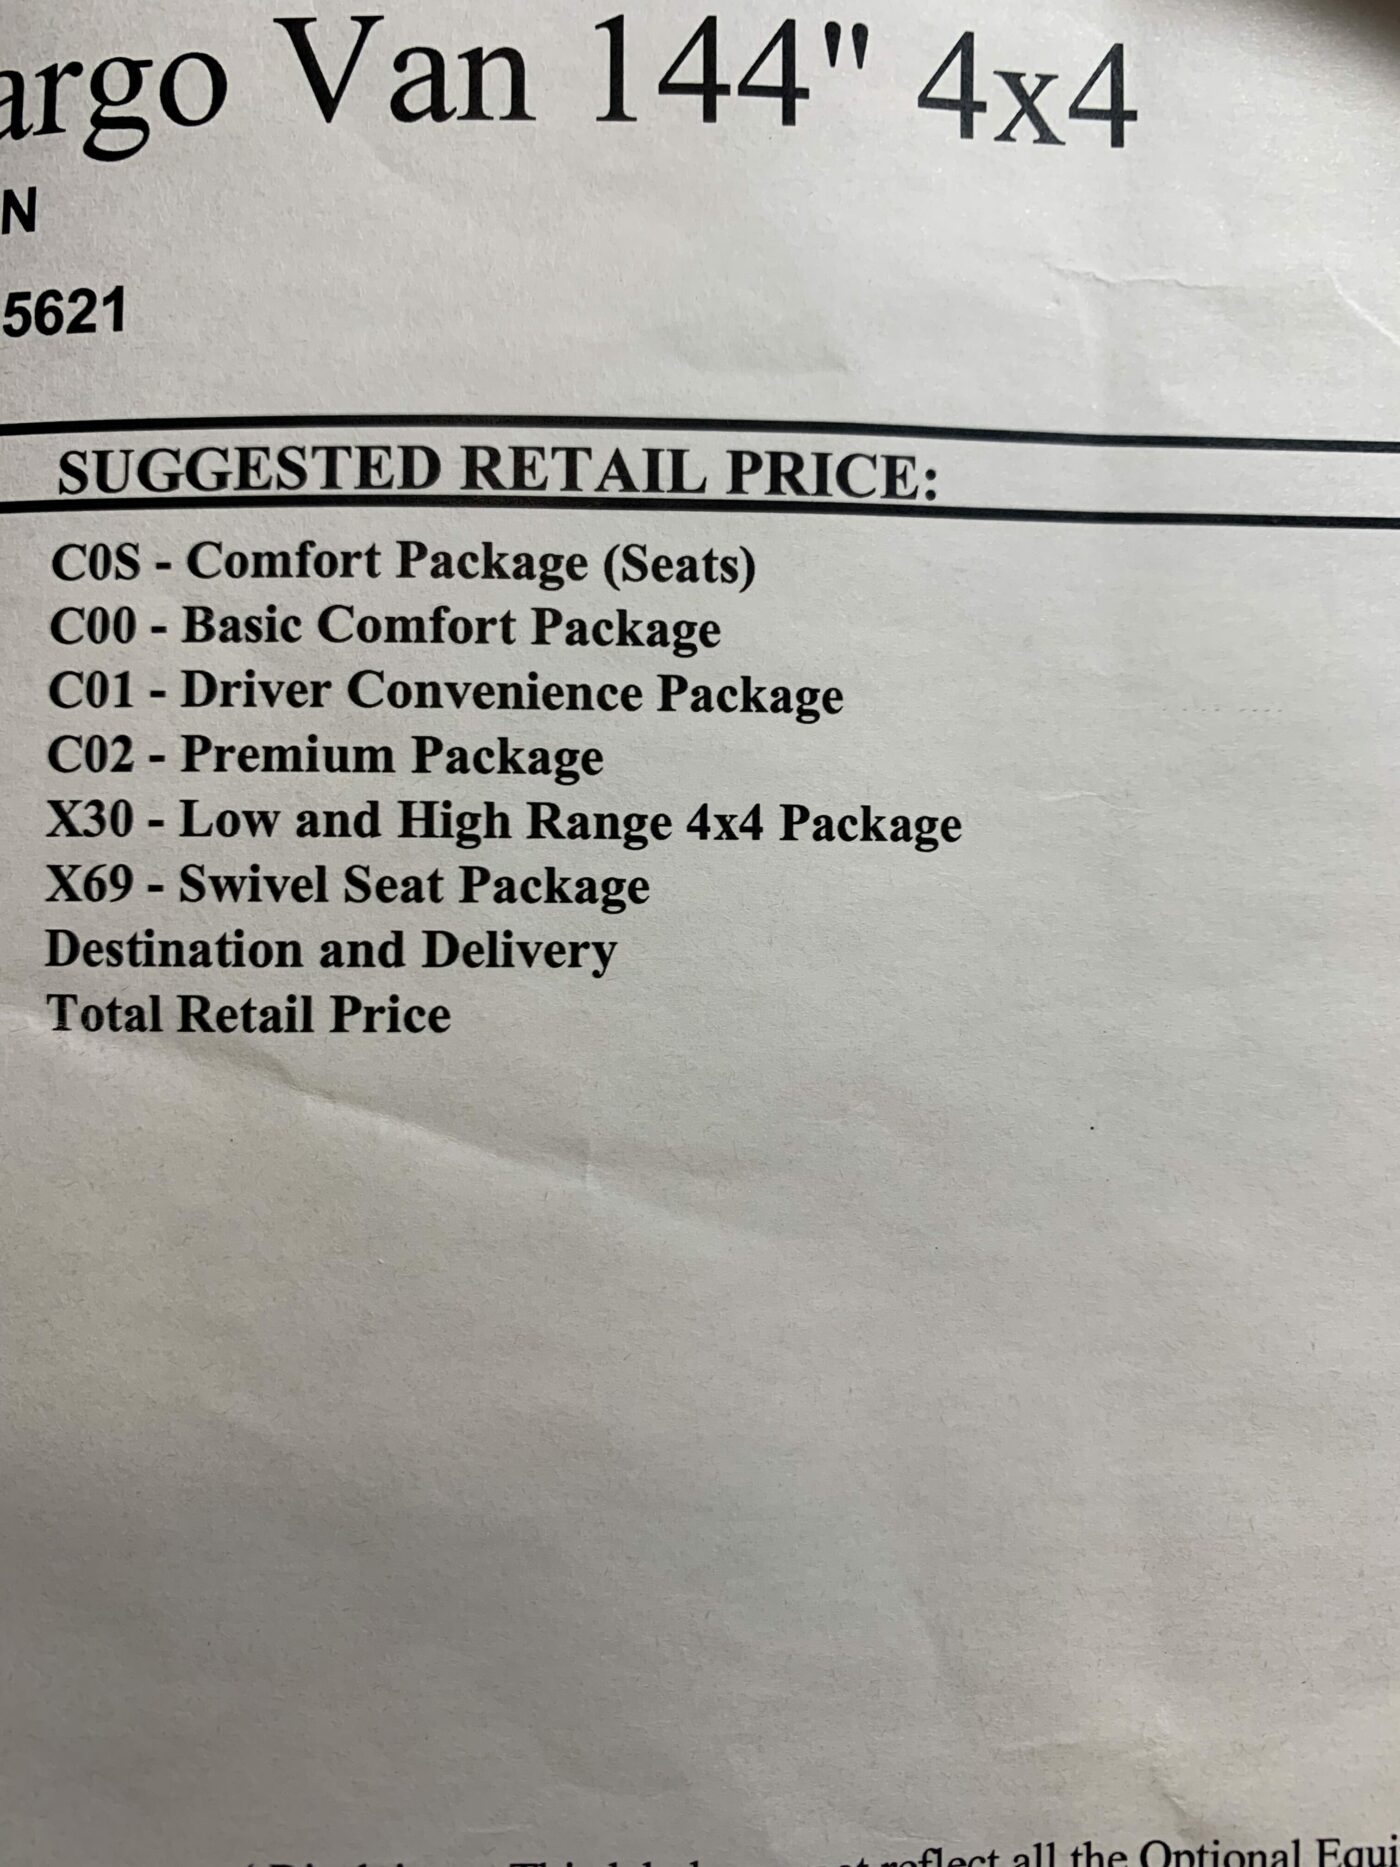 argo Van 144" 4x4
N
5621
SUGGESTED RETAIL PRICE:
C0S - Comfort Package (Seats)
C00 - Basic Comfort Package
C01 - Driver Convenience Package
C02 - Premium Package
X30 - Low and High Range 4x4 Package
X69 - Swivel Seat Package
Destination and Delivery
Total Retail Price
reflect all the Optional Equi